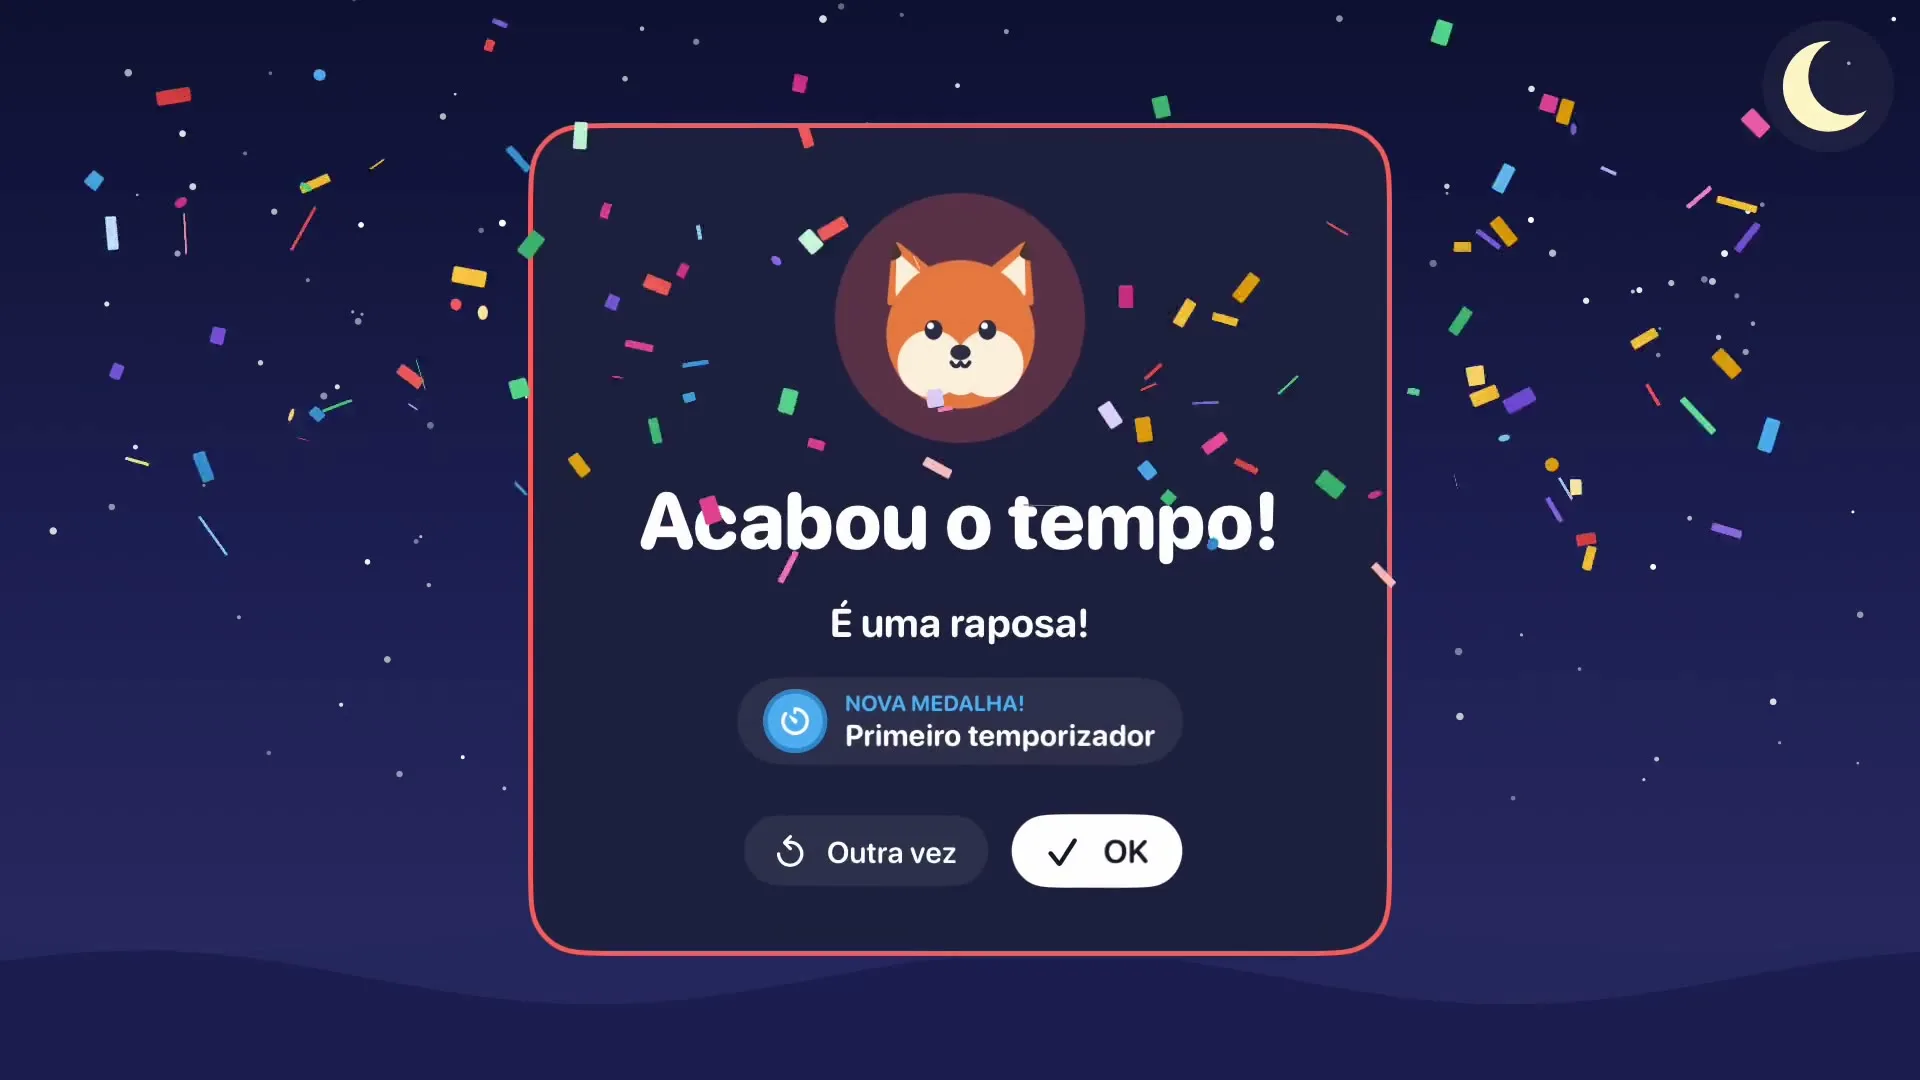 Acabou o tempo!
É uma raposa!
NOVA MEDALHA!
Primeiro temporizador
Outra vez
OK